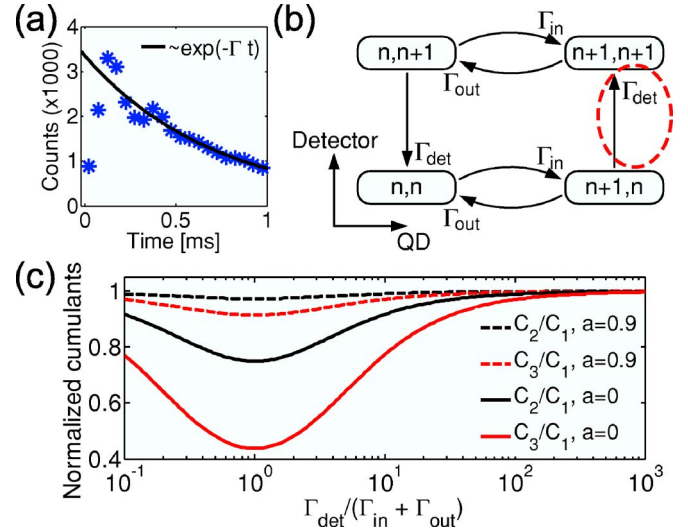 (a)
4
3
2
1
0
Counts (x1000)
~exp(-Γ t)
0
0.5
1
Time [ms]
(b)
n,n+1
Γin
n+1,n+1
Γout
Γdet
Detector
Γdet
Γin
n,n
n+1,n
Γout
QD
(c)
Normalized cumulants
1
0.8
0.6
0.4
C2/C1, a=0.9
C3/C1, a=0.9
C2/C1, a=0
C3/C1, a=0
10⁻¹
10⁰
10¹
10²
10³
Γdet/(Γin + Γout)